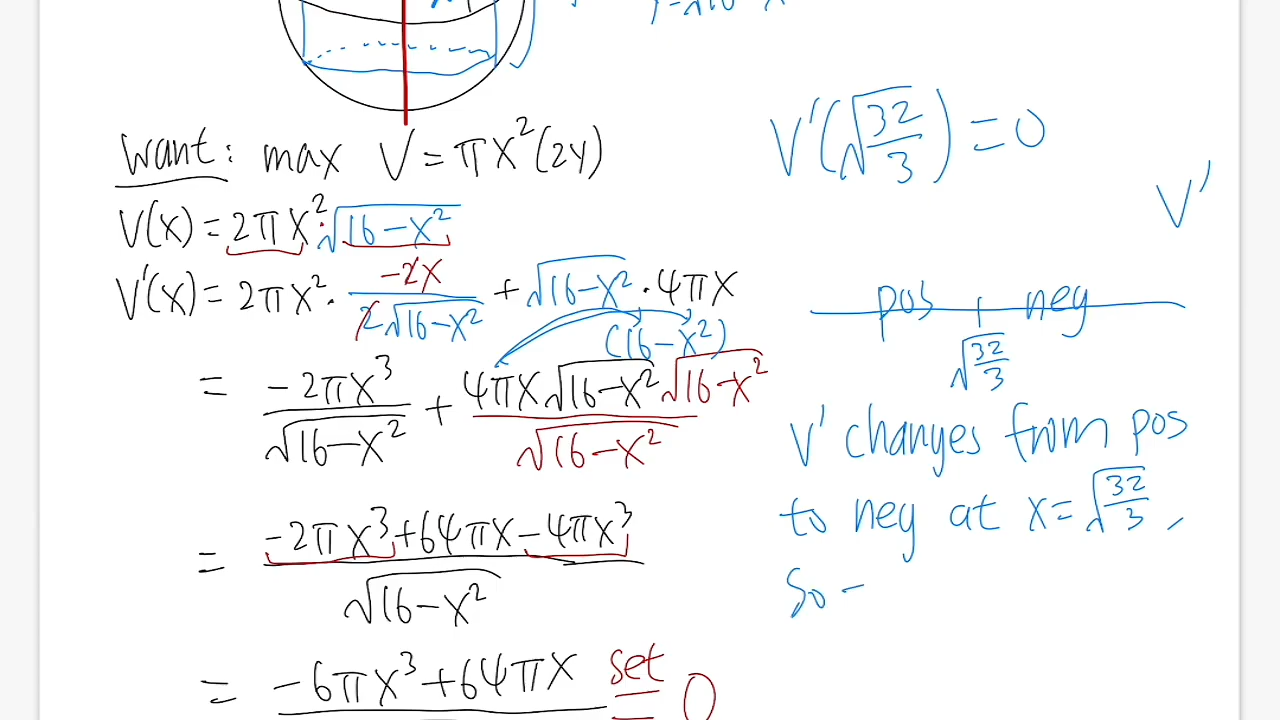 Want: max V = πx²(2y)
V(x) = 2πx²√(16-x²)
V'(x) = 2πx² · -2x/(2√(16-x²)) + √(16-x²) · 4πx
(16-x²)
= -2πx³/√(16-x²) + 4πx√(16-x²)√(16-x²)/√(16-x²)
= (-2πx³+64πx-4πx³)/√(16-x²)
= -6πx³+64πx set = 0
V'(√(32/3)) = 0
V'
pos neg
√(32/3)
V' changes from pos
to neg at x=√(32/3),
So